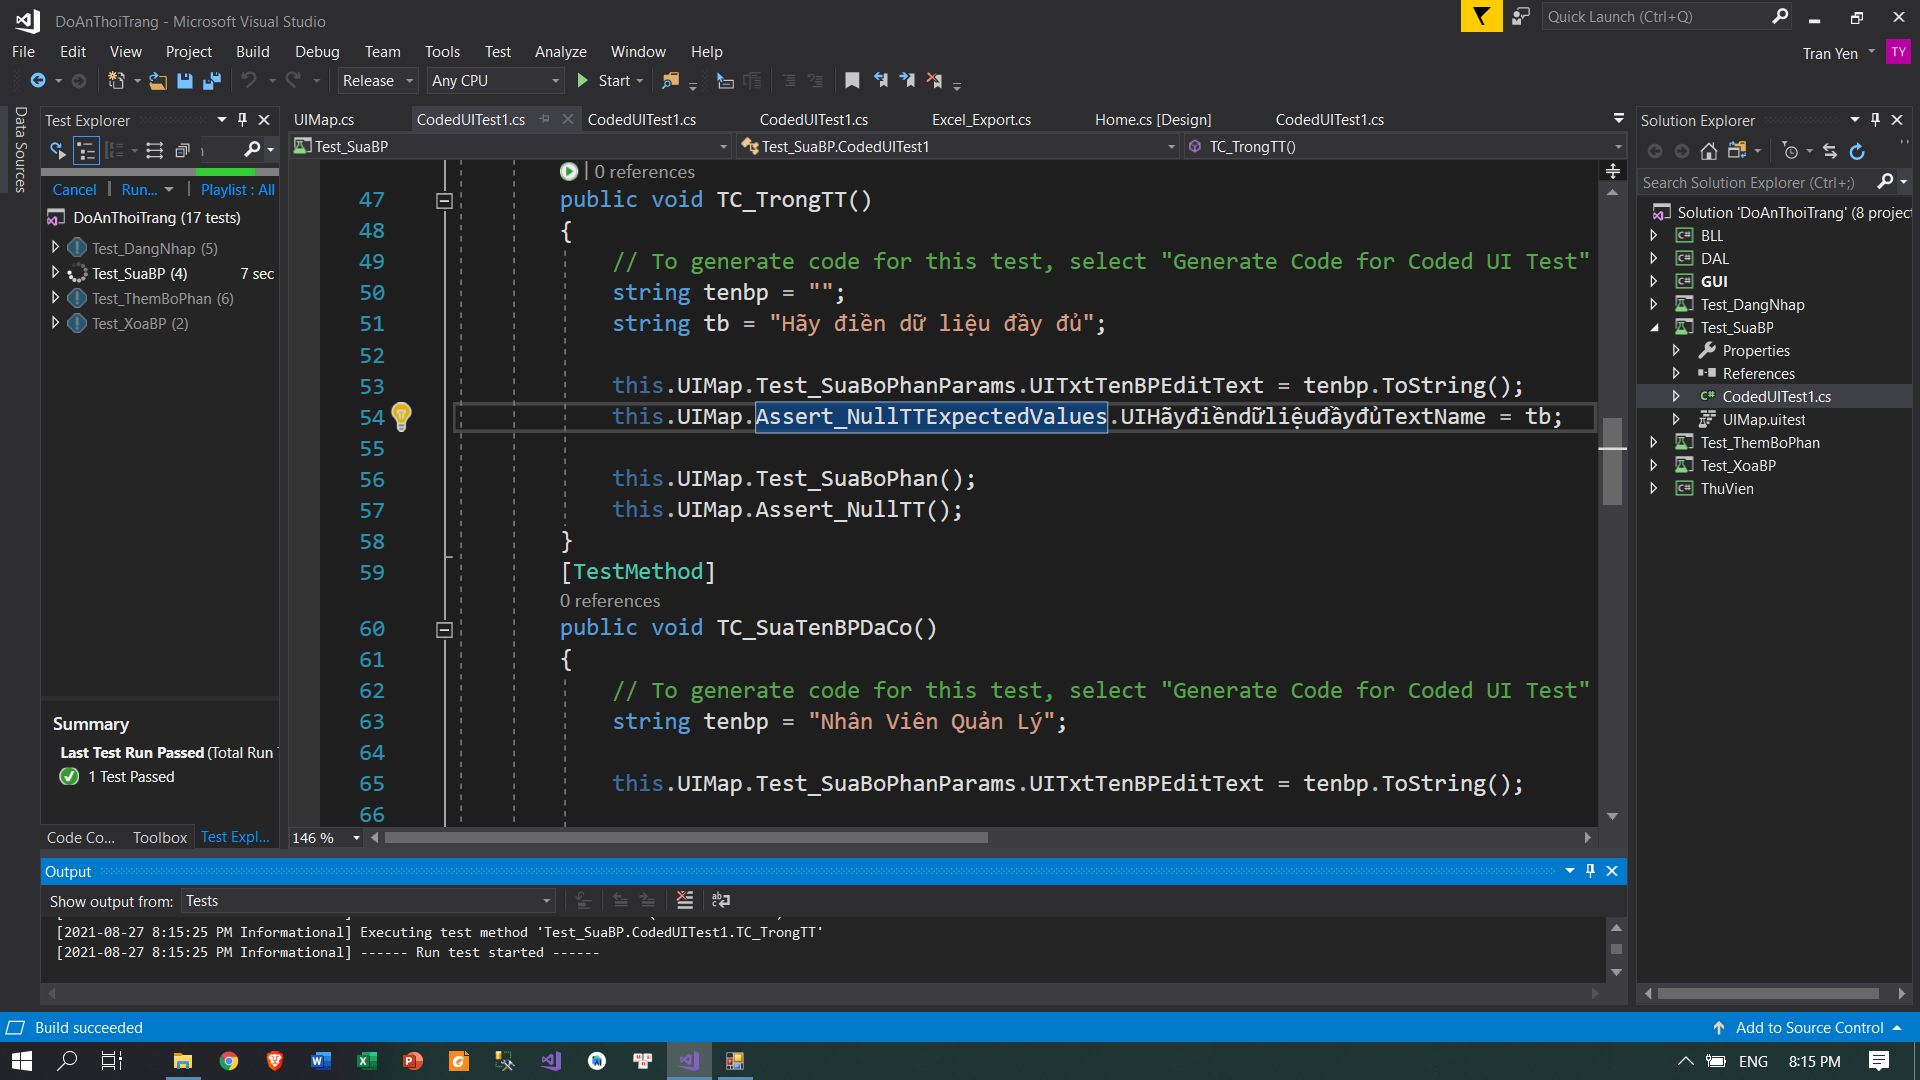 DoAnThoiTrang - Microsoft Visual Studio
Quick Launch (Ctrl+Q)
File Edit View Project Build Debug Team Tools Test Analyze Window Help
Tran Yen
TY
Release
Any CPU
Start
Data Sources
Test Explorer
Cancel
Run...
Playlist : All
DoAnThoiTrang (17 tests)
Test_DangNhap (5)
Test_SuaBP (4) 7 sec
Test_ThemBoPhan (6)
Test_XoaBP (2)
Summary
Last Test Run Passed (Total Run
1 Test Passed
Code Co... Toolbox Test Expl...
UIMap.cs
CodedUITest1.cs
CodedUITest1.cs
CodedUITest1.cs
Excel_Export.cs
Home.cs [Design]
CodedUITest1.cs
Test_SuaBP
Test_SuaBP.CodedUITest1
TC_TrongTT()
0 references
47 public void TC_TrongTT()
48 {
49 // To generate code for this test, select "Generate Code for Coded UI Test"
50 string tenbp = "";
51 string tb = "Hãy điền dữ liệu đầy đủ";
52
53 this.UIMap.Test_SuaBoPhanParams.UITxtTenBPEditText = tenbp.ToString();
54 this.UIMap.Assert_NullTTExpectedValues.UIHãyđiềndữliệuđầyđủTextName = tb;
55
56 this.UIMap.Test_SuaBoPhan();
57 this.UIMap.Assert_NullTT();
58 }
59 [TestMethod]
0 references
60 public void TC_SuaTenBPDaCo()
61 {
62 // To generate code for this test, select "Generate Code for Coded UI Test"
63 string tenbp = "Nhân Viên Quản Lý";
64
65 this.UIMap.Test_SuaBoPhanParams.UITxtTenBPEditText = tenbp.ToString();
66
146 %
Solution Explorer
Search Solution Explorer (Ctrl+;)
Solution 'DoAnThoiTrang' (8 project
BLL
DAL
GUI
Test_DangNhap
Test_SuaBP
Properties
References
CodedUITest1.cs
UIMap.uitest
Test_ThemBoPhan
Test_XoaBP
ThuVien
Output
Show output from: Tests
[2021-08-27 8:15:25 PM Informational] Executing test method 'Test_SuaBP.CodedUITest1.TC_TrongTT'
[2021-08-27 8:15:25 PM Informational] ------ Run test started ------
Build succeeded
Add to Source Control
ENG
8:15 PM